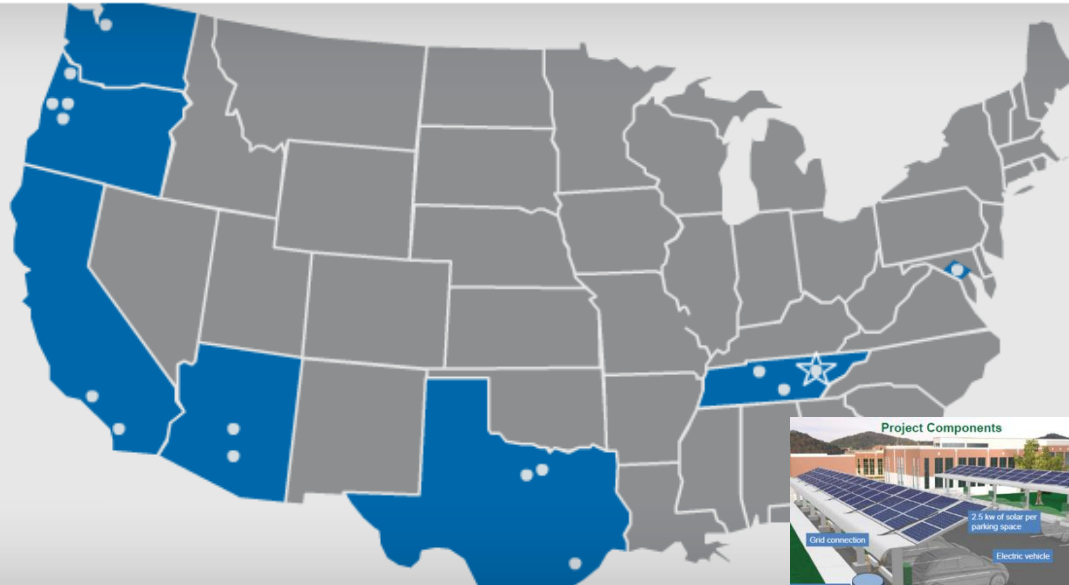 Project Components
2.5 kw of solar per
parking space
Grid connection
Electric vehicle